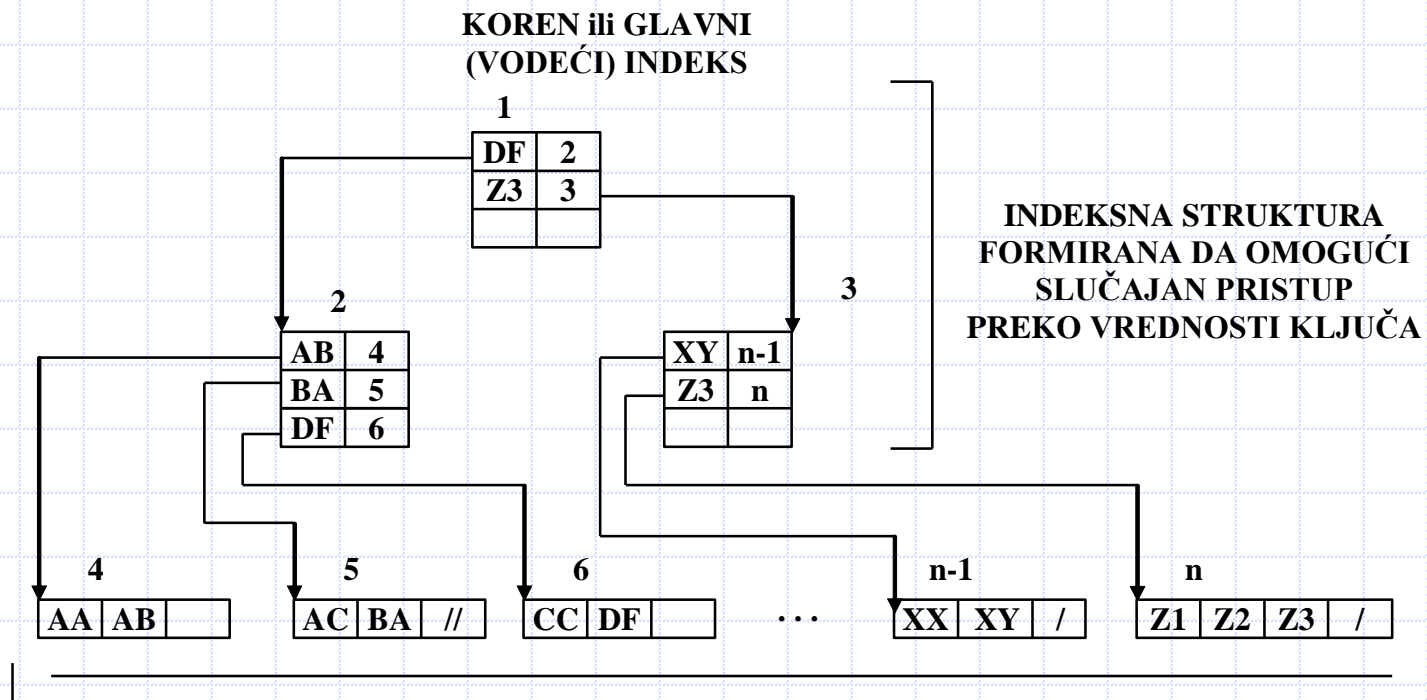 KOREN ili GLAVNI
(VODEĆI) INDEKS
1
DF 2
Z3 3
INDEKSNA STRUKTURA
FORMIRANA DA OMOGUĆI
SLUČAJAN PRISTUP
PREKO VREDNOSTI KLJUČA
2
3
AB 4
BA 5
DF 6
XY n-1
Z3 n
4
5
6
n-1
n
AA AB
AC BA //
CC DF
...
XX XY /
Z1 Z2 Z3 /